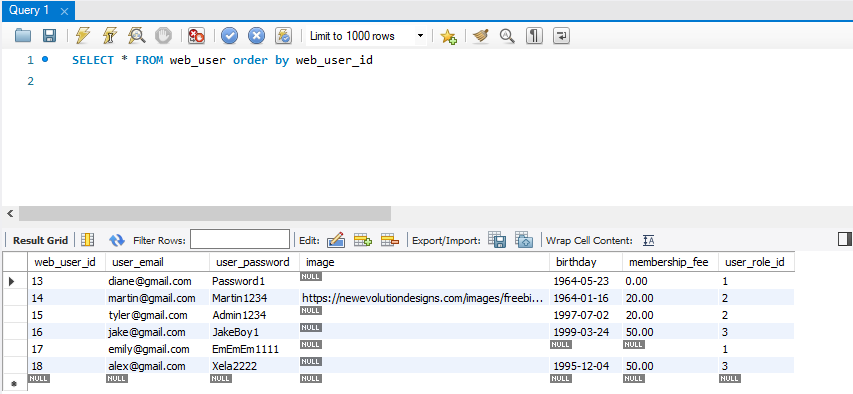 Query 1
Limit to 1000 rows
1 SELECT * FROM web_user order by web_user_id
2
Result Grid Filter Rows: Edit: Export/Import: Wrap Cell Content:
web_user_id user_email user_password image birthday membership_fee user_role_id
13 diane@gmail.com Password1 NULL 1964-05-23 0.00 1
14 martin@gmail.com Martin1234 https://newevolutiondesigns.com/images/freebi... 1964-01-16 20.00 2
15 tyler@gmail.com Admin1234 NULL 1997-07-02 20.00 2
16 jake@gmail.com JakeBoy1 NULL 1999-03-24 50.00 3
17 emily@gmail.com EmEmEm1111 NULL NULL NULL 1
18 alex@gmail.com Xela2222 NULL 1995-12-04 50.00 3
NULL NULL NULL NULL NULL NULL NULL